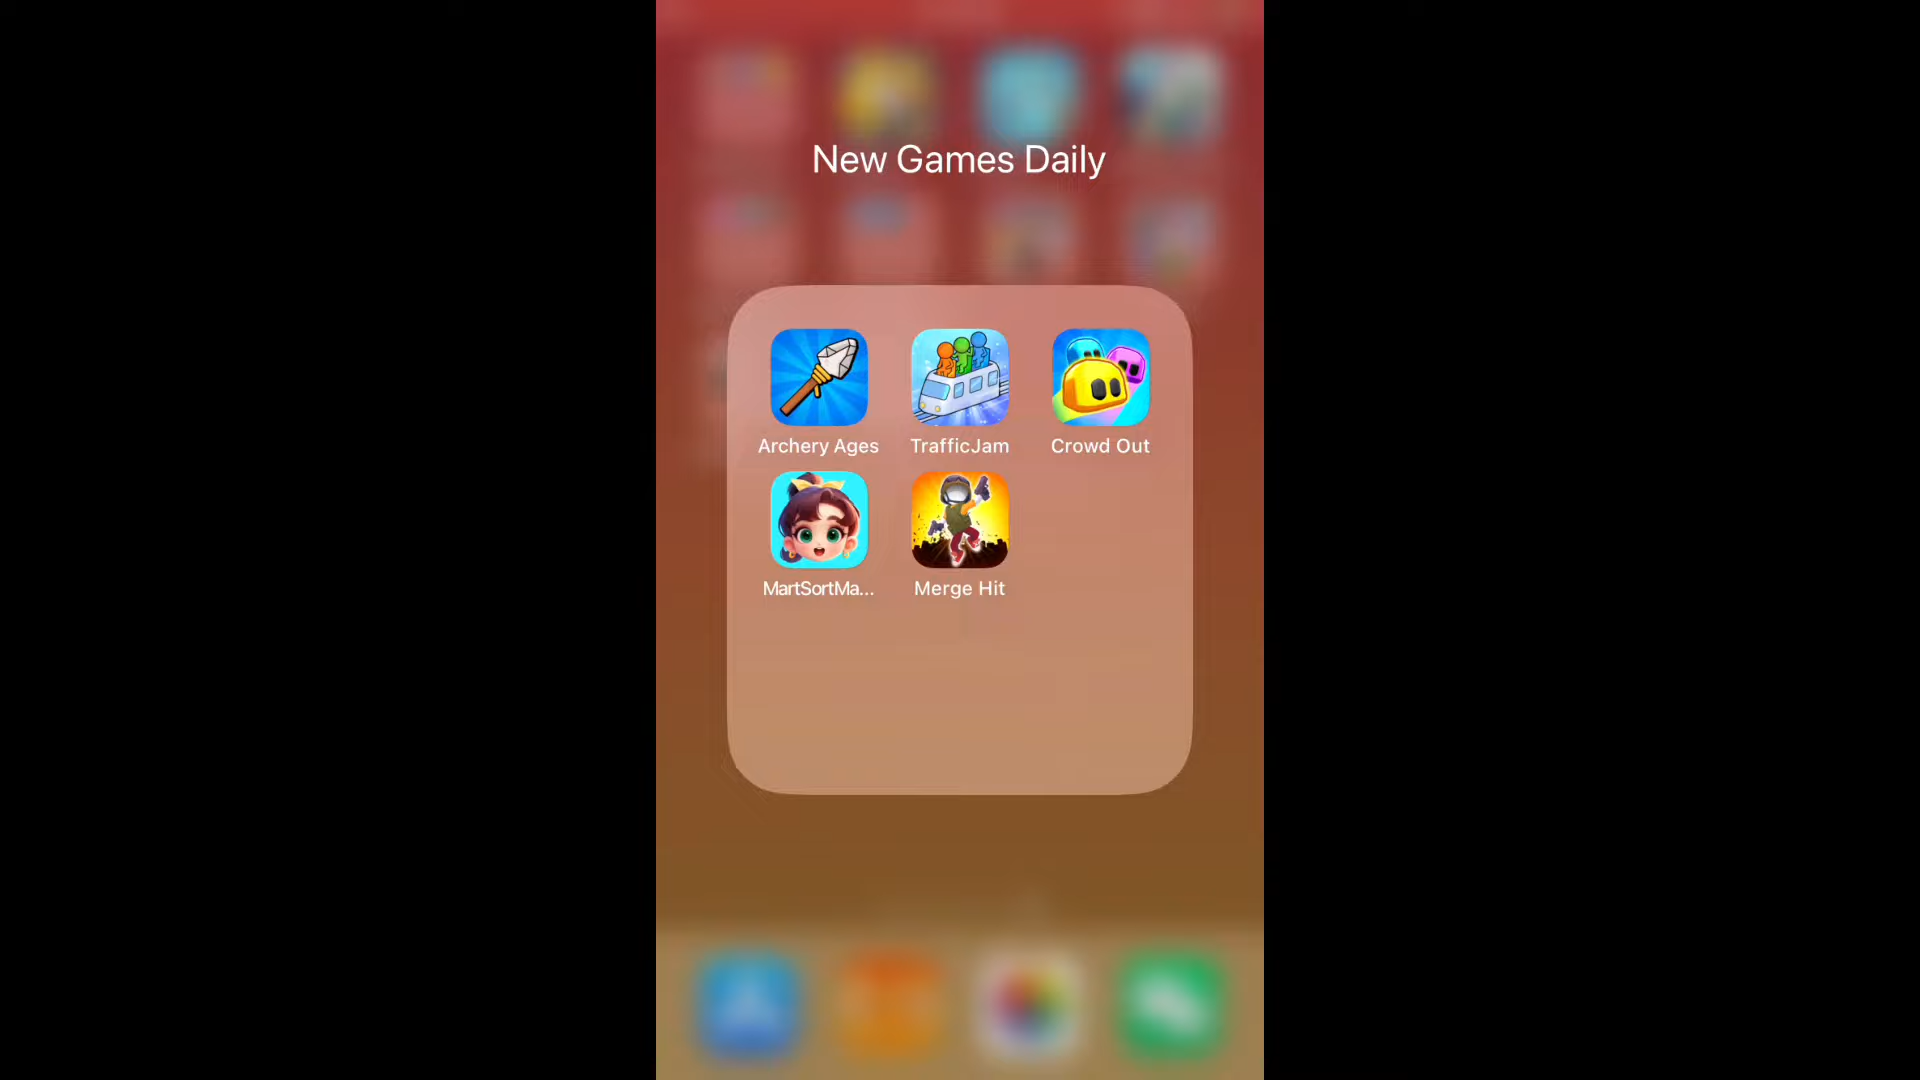 New Games Daily
Archery Ages
TrafficJam
Crowd Out
MartSortMa...
Merge Hit